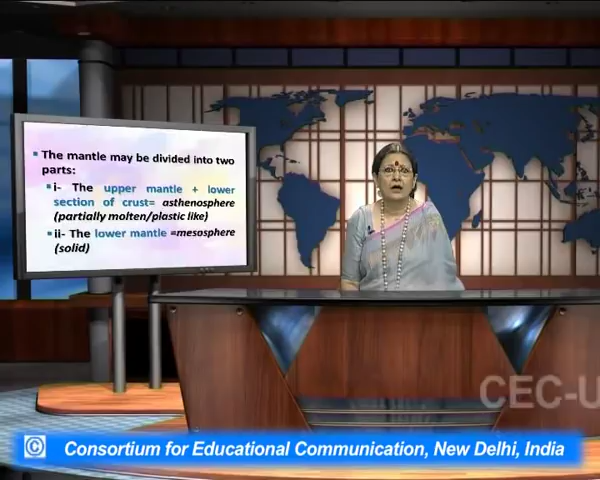 The mantle may be divided into two
parts:
i- The upper mantle + lower
section of crust= asthenosphere
(partially molten/plastic like)
ii- The lower mantle =mesosphere
(solid)
CEC-U
© Consortium for Educational Communication, New Delhi, India